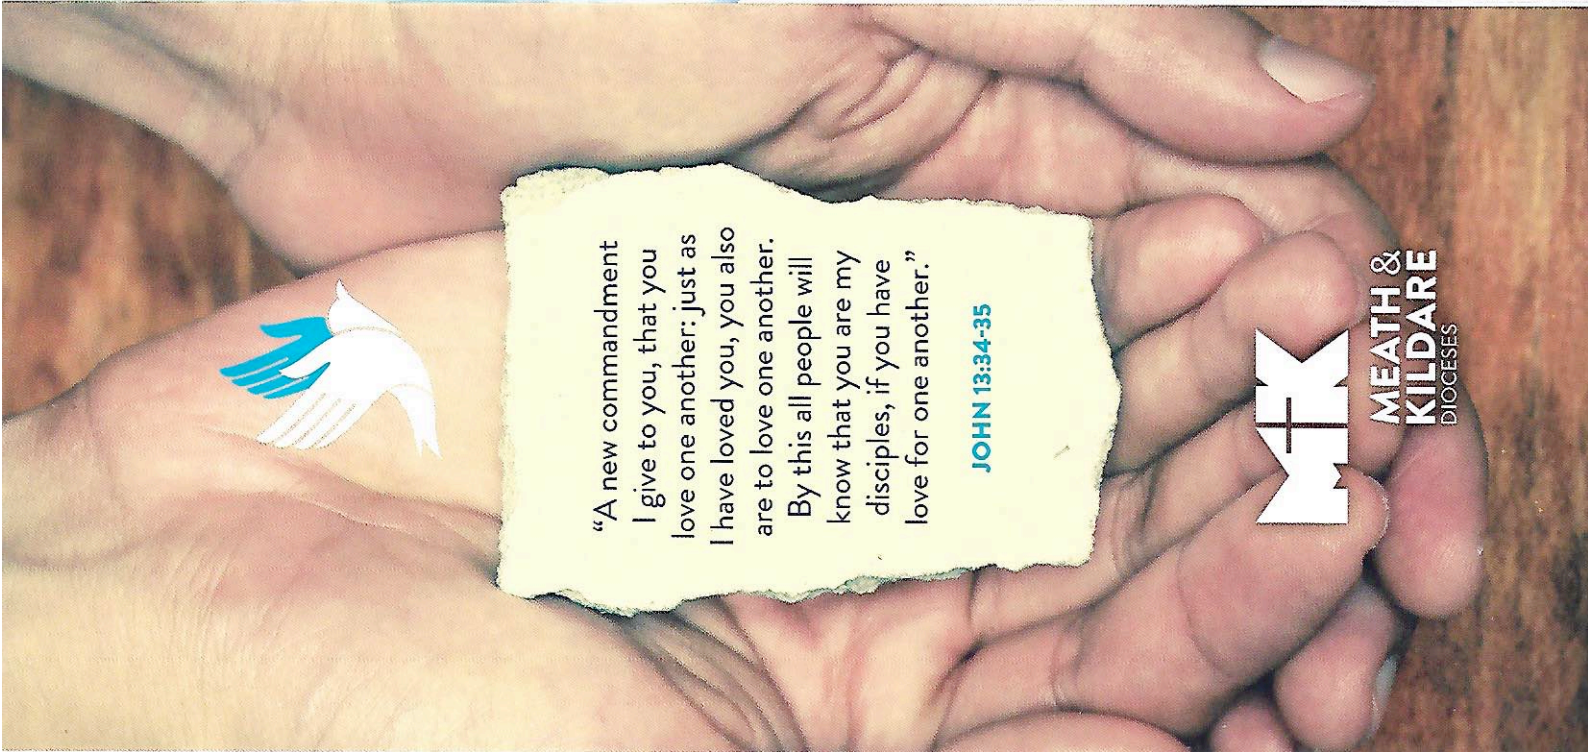 “A new commandment
I give to you, that you
love one another: just as
I have loved you, you also
are to love one another.
By this all people will
know that you are my
disciples, if you have
love for one another.”
JOHN 13:34-35
M+K
MEATH &
KILDARE
DIOCESES